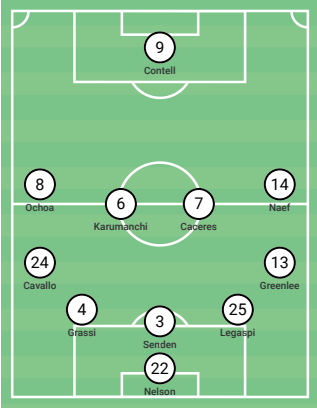 9
Contell
8
Ochoa
14
Naef
6
Karumanchi
7
Caceres
24
Cavallo
13
Greenlee
4
Grassi
25
Legaspi
3
Senden
22
Nelson